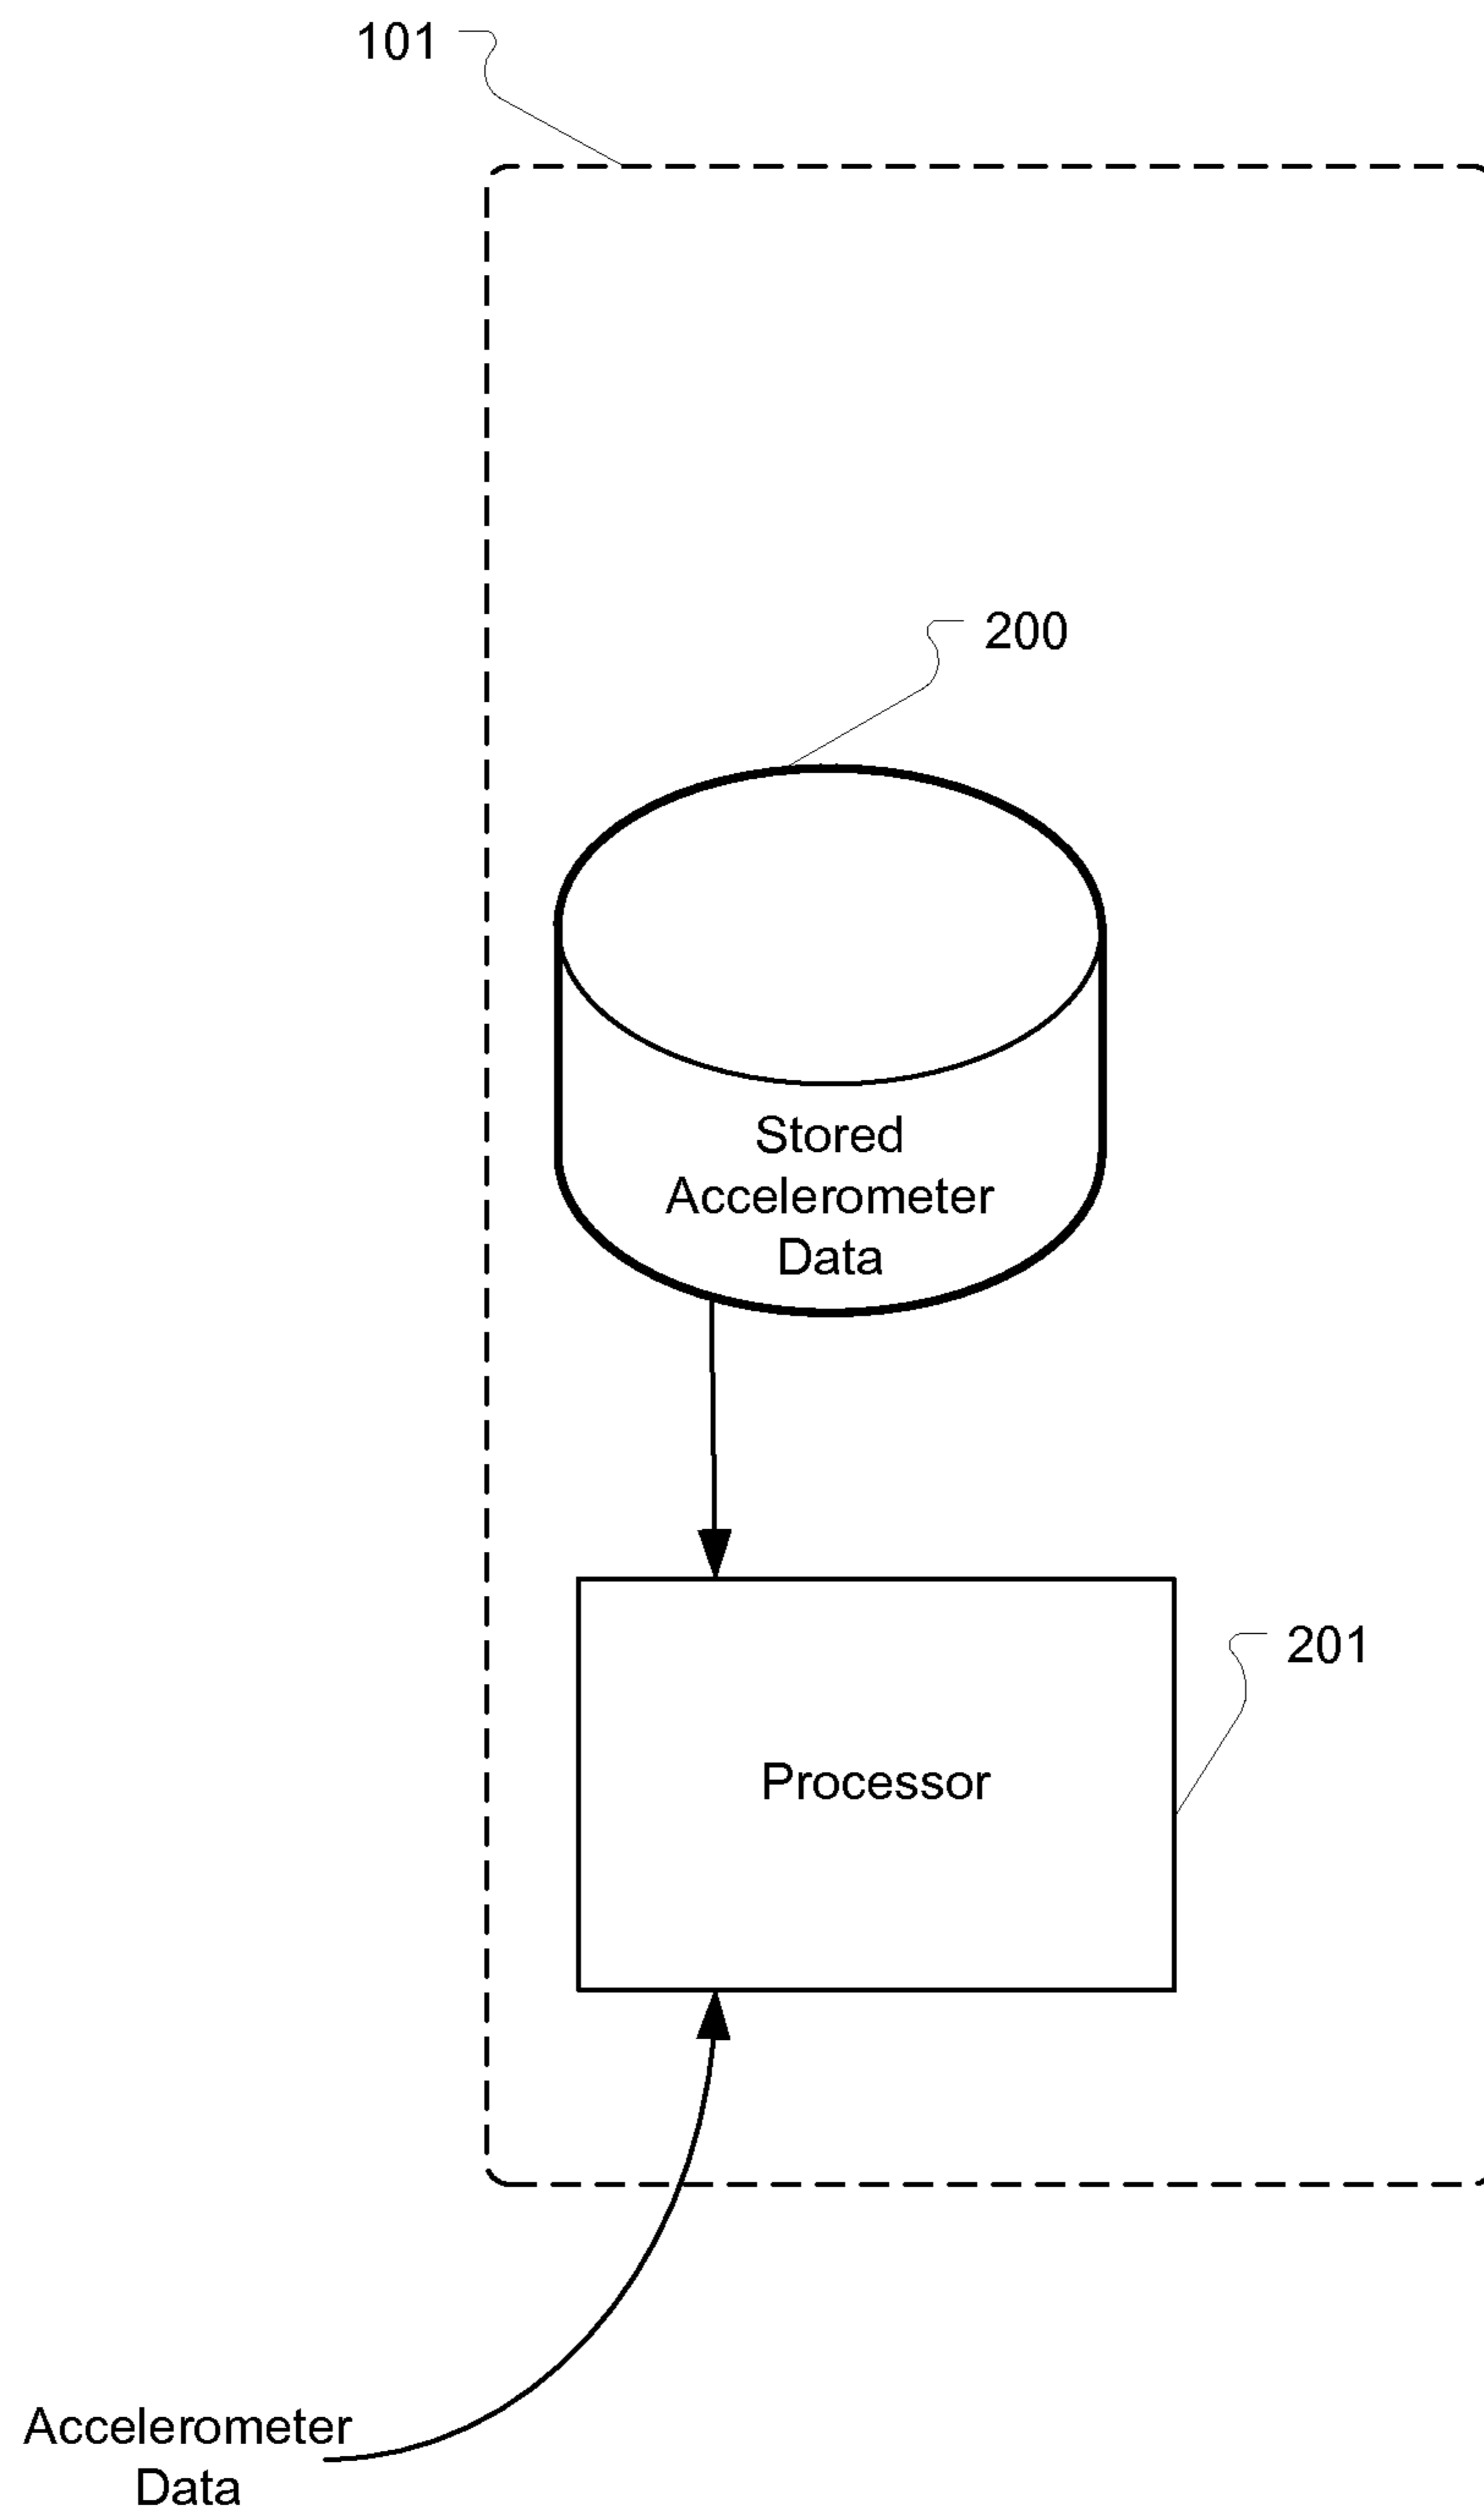 101
200
Stored
Accelerometer
Data
201
Processor
Accelerometer
Data